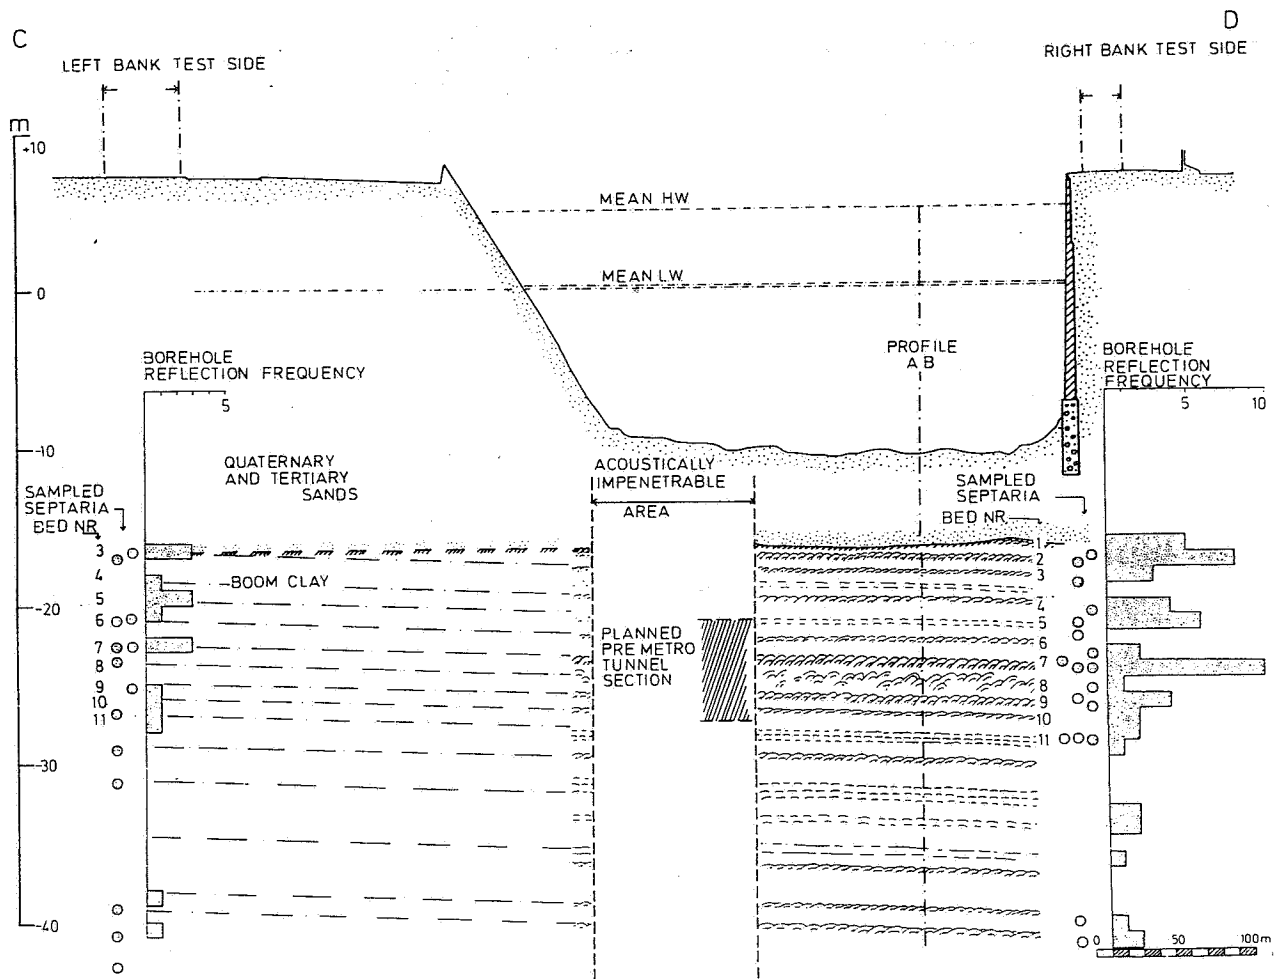 C
D
LEFT BANK TEST SIDE
RIGHT BANK TEST SIDE
m
+10
MEAN HW
MEAN LW
0
PROFILE
A B
BOREHOLE
REFLECTION FREQUENCY
5
BOREHOLE
REFLECTION
FREQUENCY
5
10
-10
QUATERNARY
AND TERTIARY
SANDS
ACOUSTICALLY
IMPENETRABLE
AREA
SAMPLED
SEPTARIA
BED NR
SAMPLED
SEPTARIA
BED NR
3
4
5
6
7
8
9
10
11
BOOM CLAY
-20
PLANNED
PRE METRO
TUNNEL
SECTION
1
2
3
4
5
6
7
8
9
10
11
-30
-40
0
50
100 m